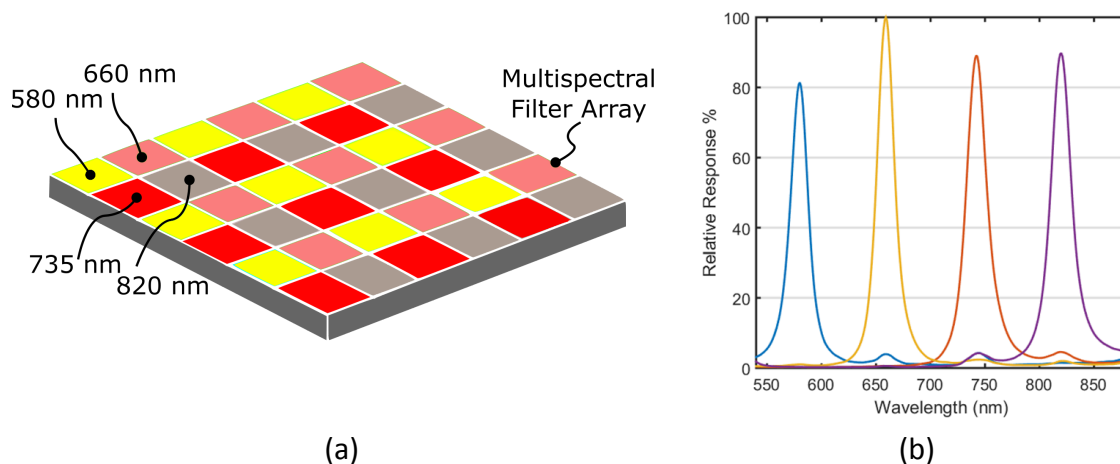 660 nm
580 nm
Multispectral
Filter Array
735 nm
820 nm
(a)
100
80
60
40
20
0
Relative Response %
550 600 650 700 750 800 850
Wavelength (nm)
(b)